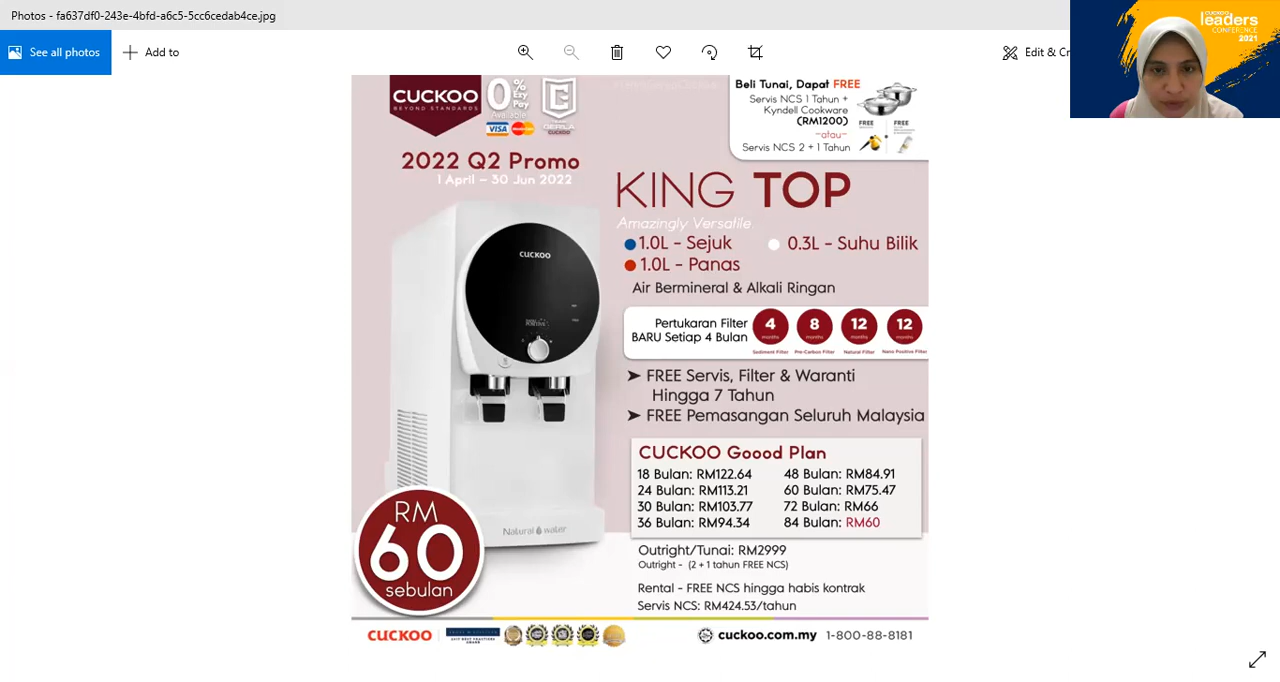 Photos - fa637df0-243e-4bfd-a6c5-5cc6cedab4ce.jpg
See all photos
Add to
Edit & Cr
CUCKOO
leaders
CONFERENCE
2021
CUCKOO
BEYOND STANDARDS
0%
Ezy
Pay
Available
VISA
TEAM
GERILA
CUCKOO
Beli Tunai, Dapat FREE
Servis NCS 1 Tahun +
Kyndell Cookware
(RM1200)
~atau~
Servis NCS 2 + 1 Tahun
FREE
FREE
2022 Q2 Promo
1 April – 30 Jun 2022
KING TOP
Amazingly Versatile
1.0L - Sejuk
0.3L - Suhu Bilik
1.0L - Panas
Air Bermineral & Alkali Ringan
Pertukaran Filter
BARU Setiap 4 Bulan
4 months
8 months
12 months
12 months
Sediment Filter
Pre-Carbon Filter
Natural Filter
Nano Positive Filter
CUCKOO
➤ FREE Servis, Filter & Waranti
Hingga 7 Tahun
➤ FREE Pemasangan Seluruh Malaysia
CUCKOO Goood Plan
18 Bulan: RM122.64
48 Bulan: RM84.91
24 Bulan: RM113.21
60 Bulan: RM75.47
30 Bulan: RM103.77
72 Bulan: RM66
36 Bulan: RM94.34
84 Bulan: RM60
Natural water
RM
60
sebulan
Outright/Tunai: RM2999
Outright - (2 + 1 tahun FREE NCS)
Rental - FREE NCS hingga habis kontrak
Servis NCS: RM424.53/tahun
CUCKOO
cuckoo.com.my
1-800-88-8181